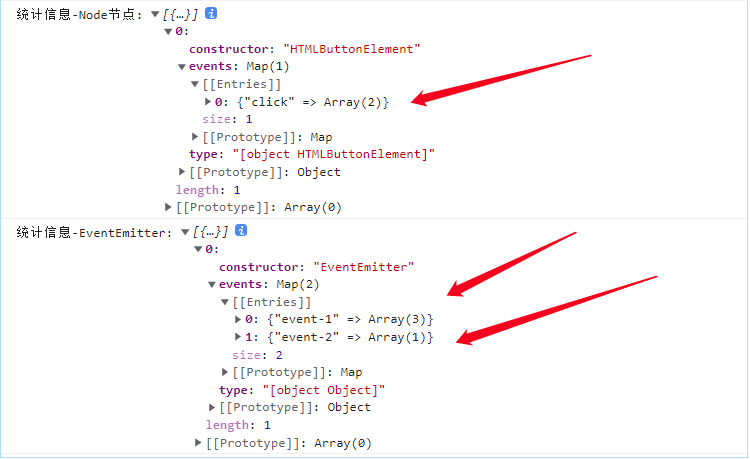 统计信息-Node节点: ▼[{…}] i
▼0:
constructor: "HTMLButtonElement"
▼events: Map(1)
▼[[Entries]]
▶0: {"click" => Array(2)}
size: 1
▶[[Prototype]]: Map
type: "[object HTMLButtonElement]"
▶[[Prototype]]: Object
length: 1
▶[[Prototype]]: Array(0)
统计信息-EventEmitter: ▼[{…}] i
▼0:
constructor: "EventEmitter"
▼events: Map(2)
▼[[Entries]]
▶0: {"event-1" => Array(3)}
▶1: {"event-2" => Array(1)}
size: 2
▶[[Prototype]]: Map
type: "[object Object]"
▶[[Prototype]]: Object
length: 1
▶[[Prototype]]: Array(0)